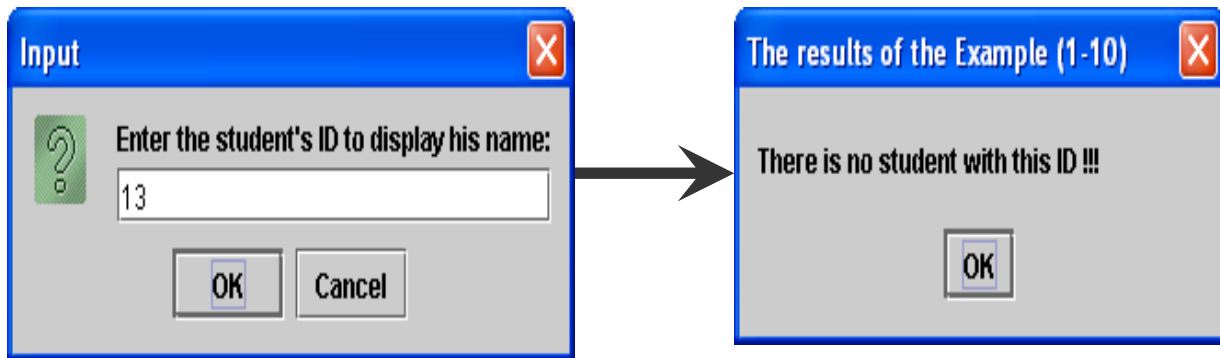 Input
Enter the student's ID to display his name:
13
OK
Cancel
The results of the Example (1-10)
There is no student with this ID !!!
OK